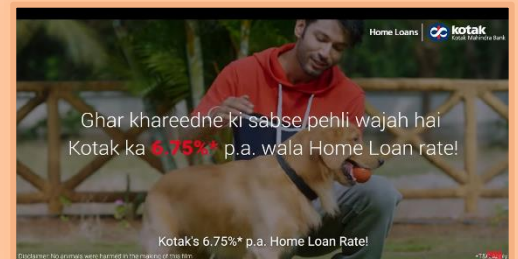 Home Loans
kotak
Kotak Mahindra Bank
Ghar khareedne ki sabse pehli wajah hai
Kotak ka 6.75%* p.a. wala Home Loan rate!
Kotak's 6.75%* p.a. Home Loan Rate!
Disclaimer: No animals were harmed in the making of this film